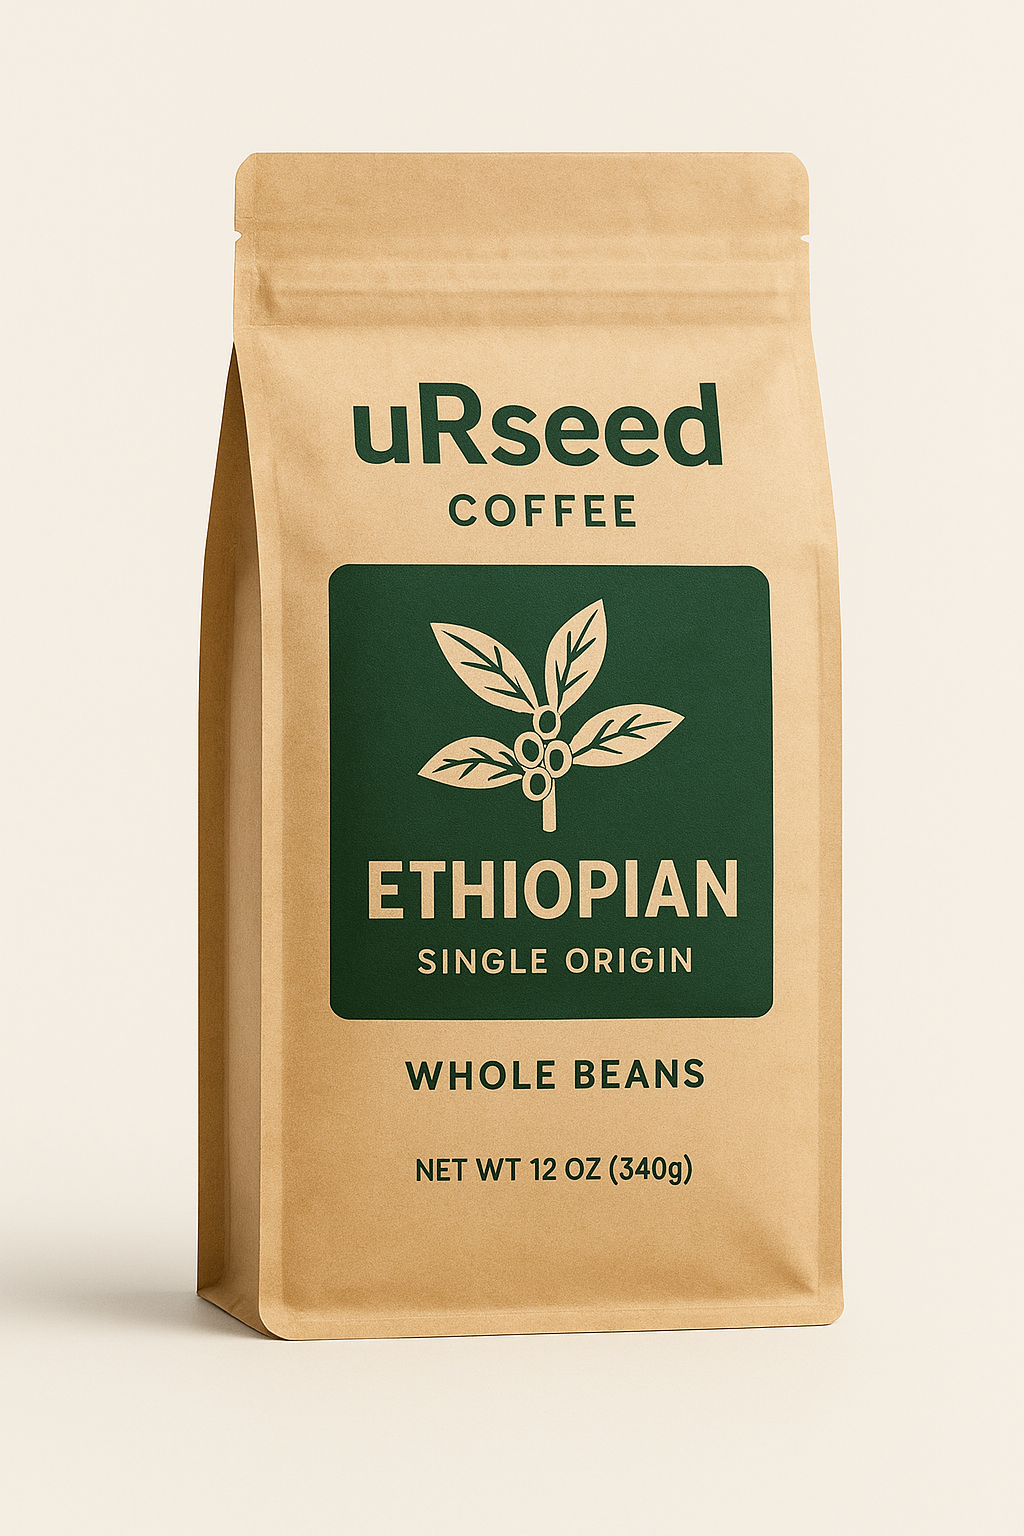 uRseed
COFFEE
ETHIOPIAN
SINGLE ORIGIN
WHOLE BEANS
NET WT 12 OZ (340g)